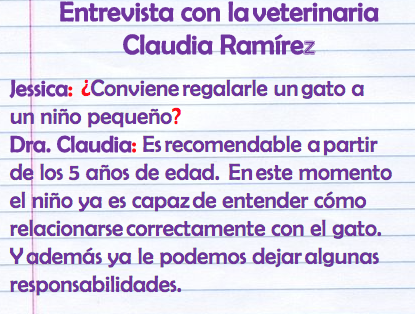 Entrevista con la veterinaria
Claudia Ramírez
Jessica: ¿Conviene regalarle un gato a
un niño pequeño?
Dra. Claudia: Es recomendable a partir
de los 5 años de edad. En este momento
el niño ya es capaz de entender cómo
relacionarse correctamente con el gato.
Y además ya le podemos dejar algunas
responsabilidades.